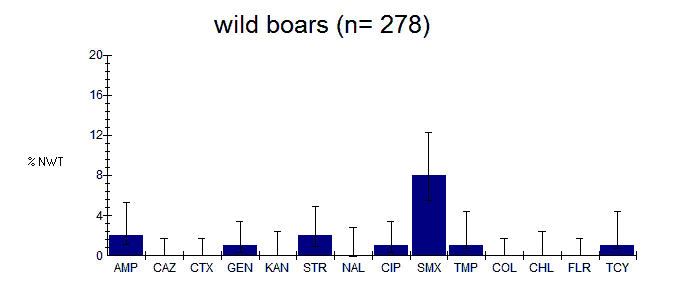 wild boars (n= 278)
20
16
12
% NWT
8
4
0
AMP CAZ CTX GEN KAN STR NAL CIP SMX TMP COL CHL FLR TCY